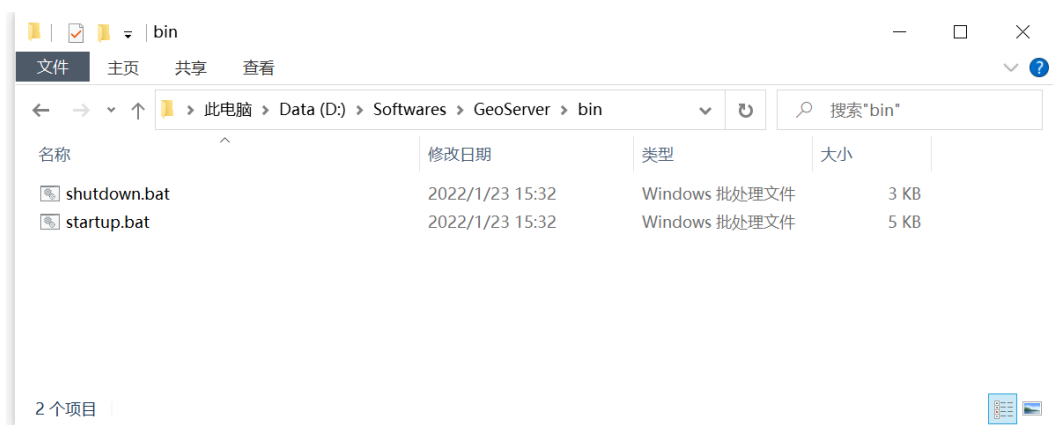 bin
文件 主页 共享 查看
此电脑 > Data (D:) > Softwares > GeoServer > bin 搜索"bin"
名称 修改日期 类型 大小
shutdown.bat 2022/1/23 15:32 Windows 批处理文件 3 KB
startup.bat 2022/1/23 15:32 Windows 批处理文件 5 KB
2 个项目